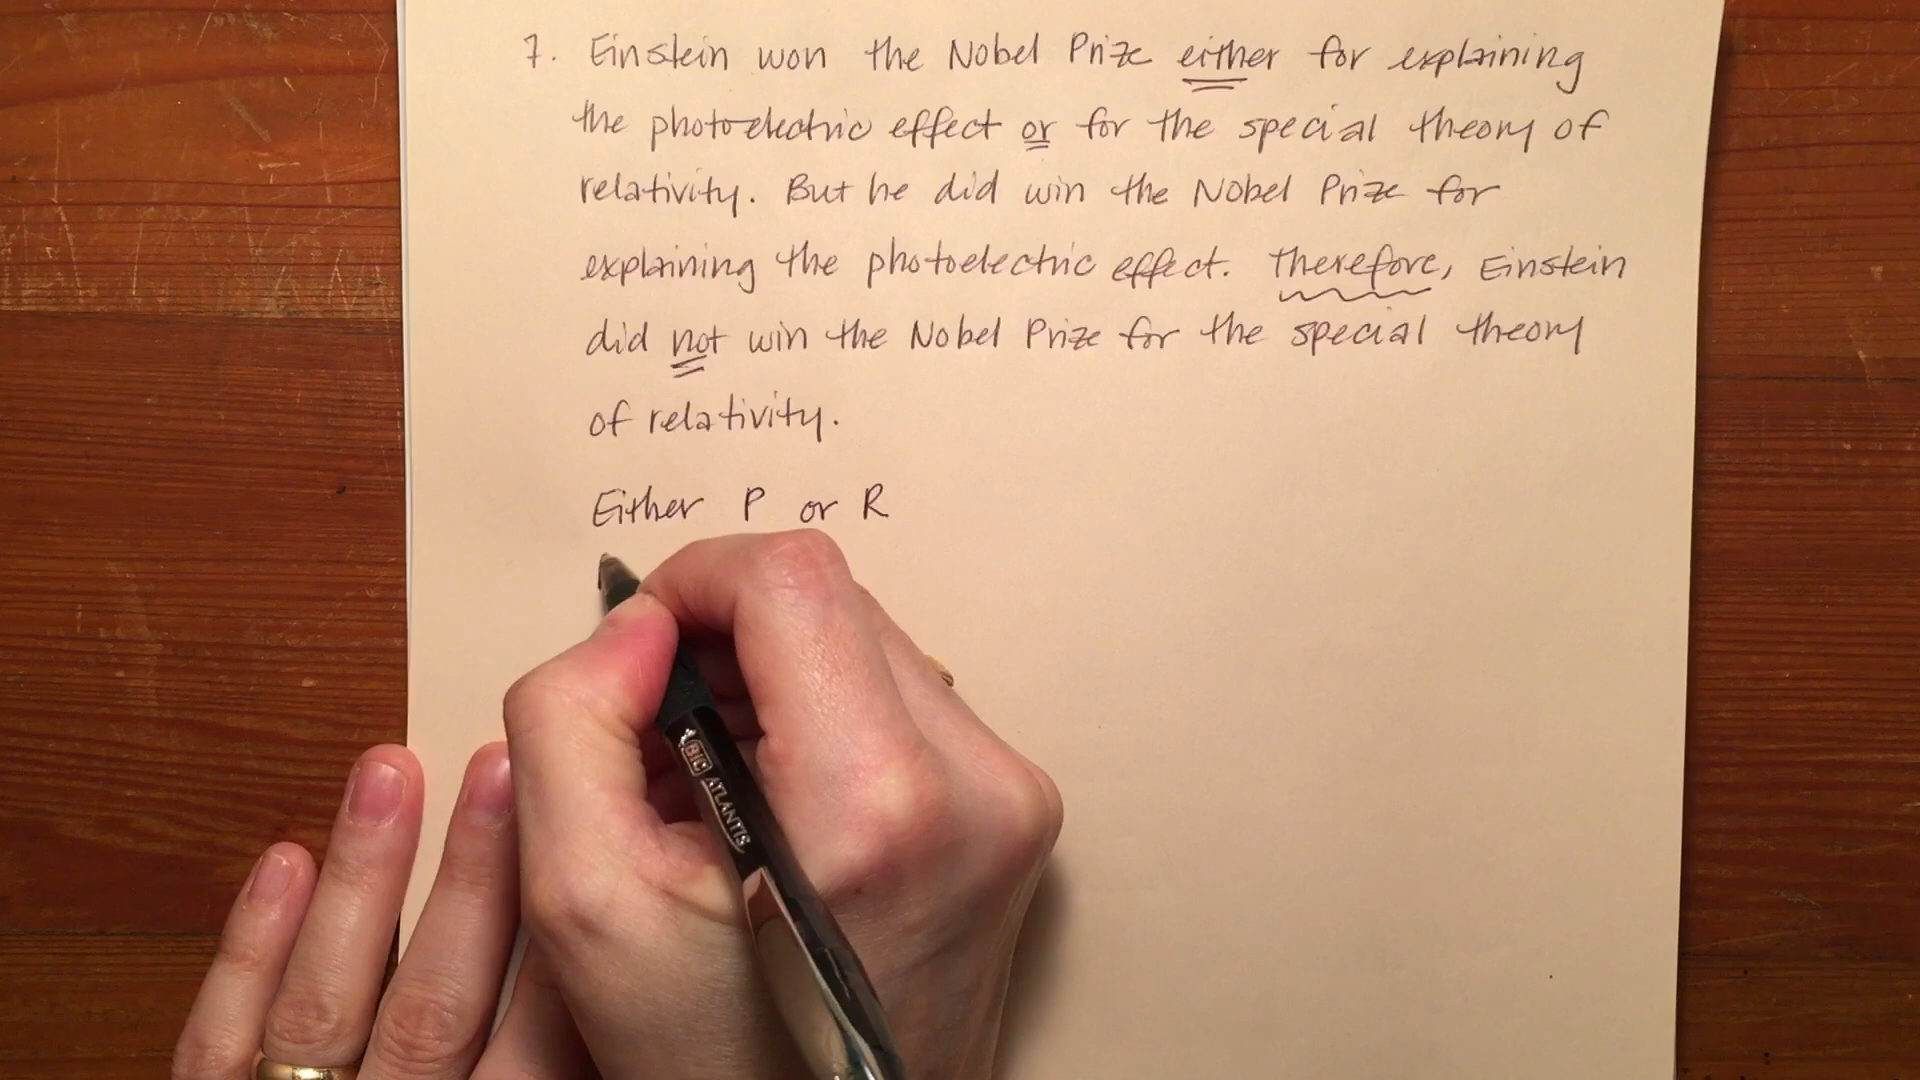 7. Einstein won the Nobel Prize either for explaining
the photoelectric effect or for the special theory of
relativity. But he did win the Nobel Prize for
explaining the photoelectric effect. Therefore, Einstein
did not win the Nobel Prize for the special theory
of relativity.
Either P or R
BIC ATLANTIS